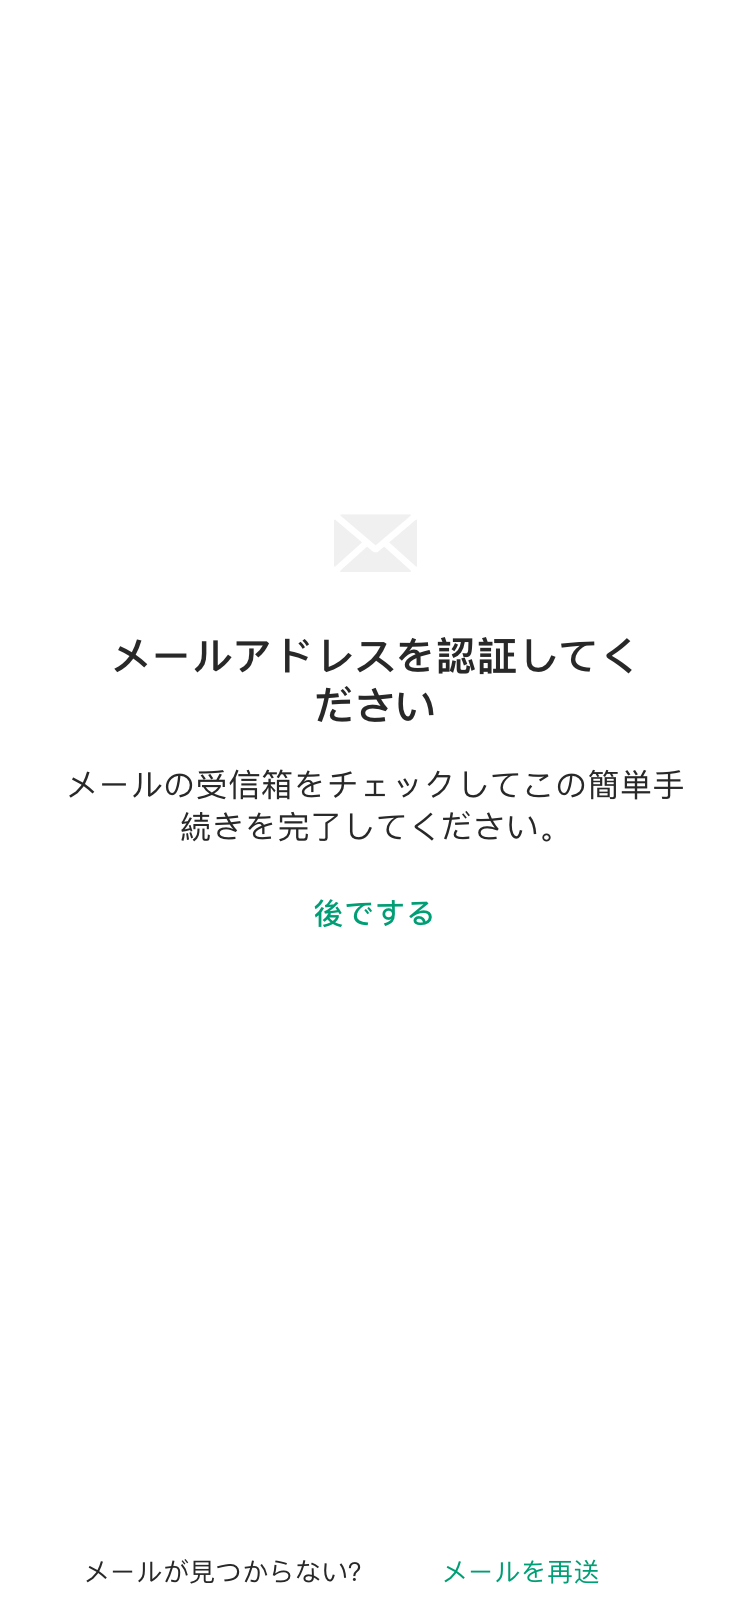 メールアドレスを認証してく
ださい
メールの受信箱をチェックしてこの簡単手
続きを完了してください。
後でする
メールが見つからない? メールを再送